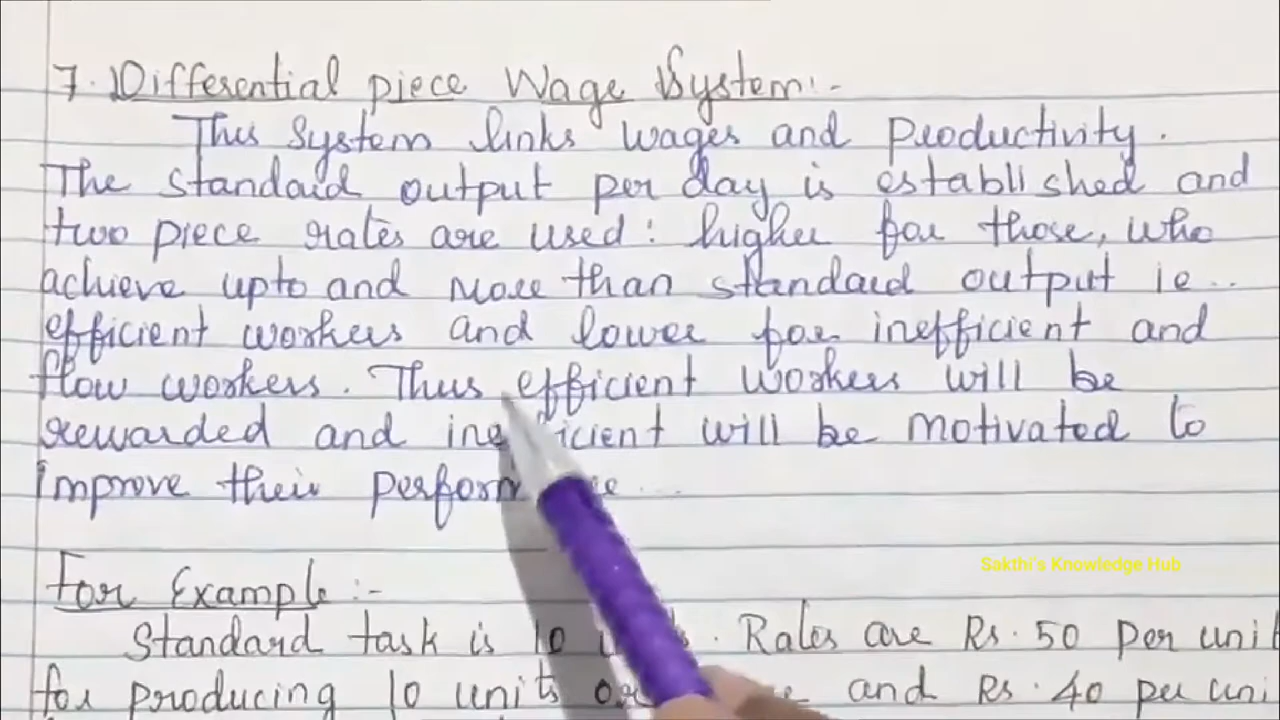 7. Differential piece Wage System:-
This System links wages and Productivity.
The standard output per day is established and
two piece rates are used: higher for those, who
achieve upto and more than standard output ie..
efficient workers and lower for inefficient and
flow workers. Thus efficient workers will be
rewarded and will be motivated to
improve their
Sakthi's Knowledge Hub
For Example:-
Standard task is 10 . Rates are Rs.50 per unit
for producing 10 units and Rs.40 per